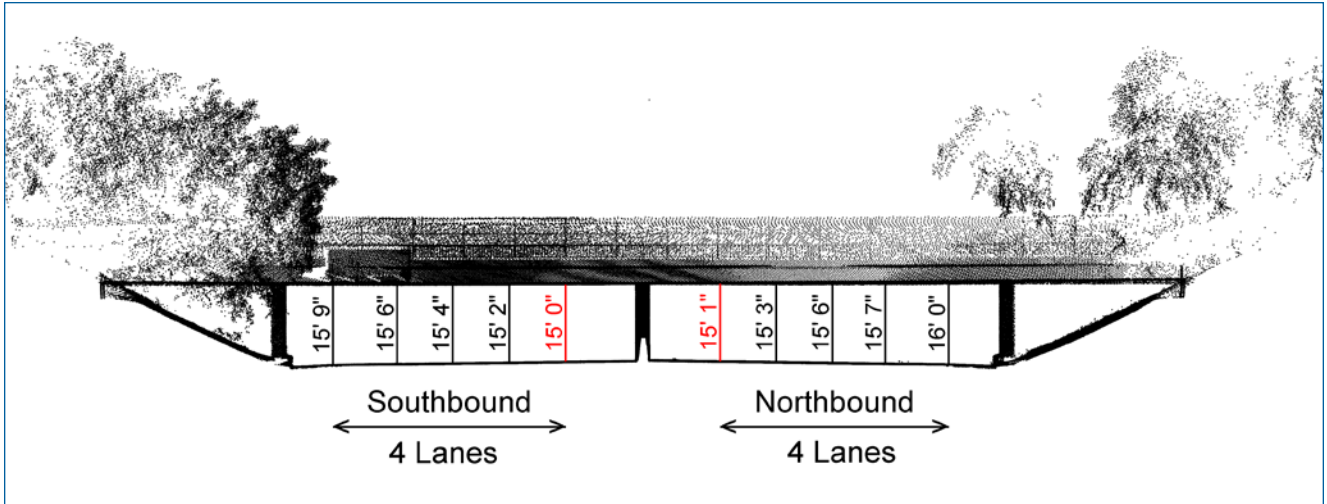 15' 9"
15' 6"
15' 4"
15' 2"
15' 0"
15' 1"
15' 3"
15' 6"
15' 7"
16' 0"
Southbound
4 Lanes
Northbound
4 Lanes